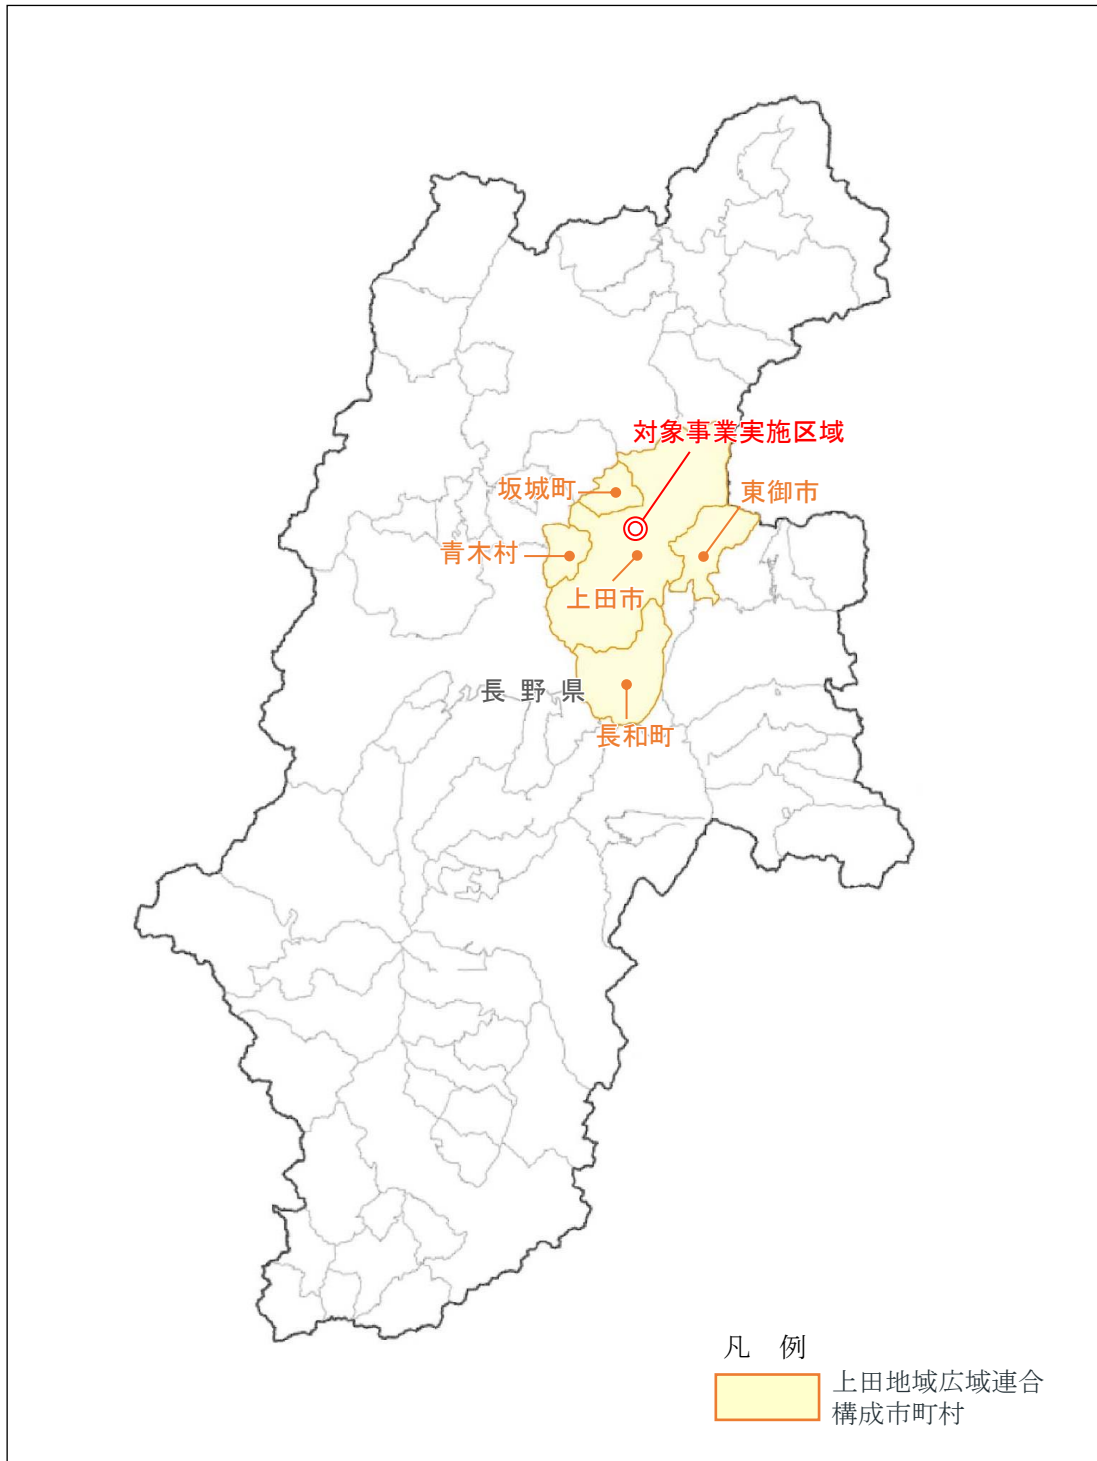 対象事業実施区域
坂城町
東御市
青木村
上田市
長野県
長和町
凡 例
上田地域広域連合
構成市町村